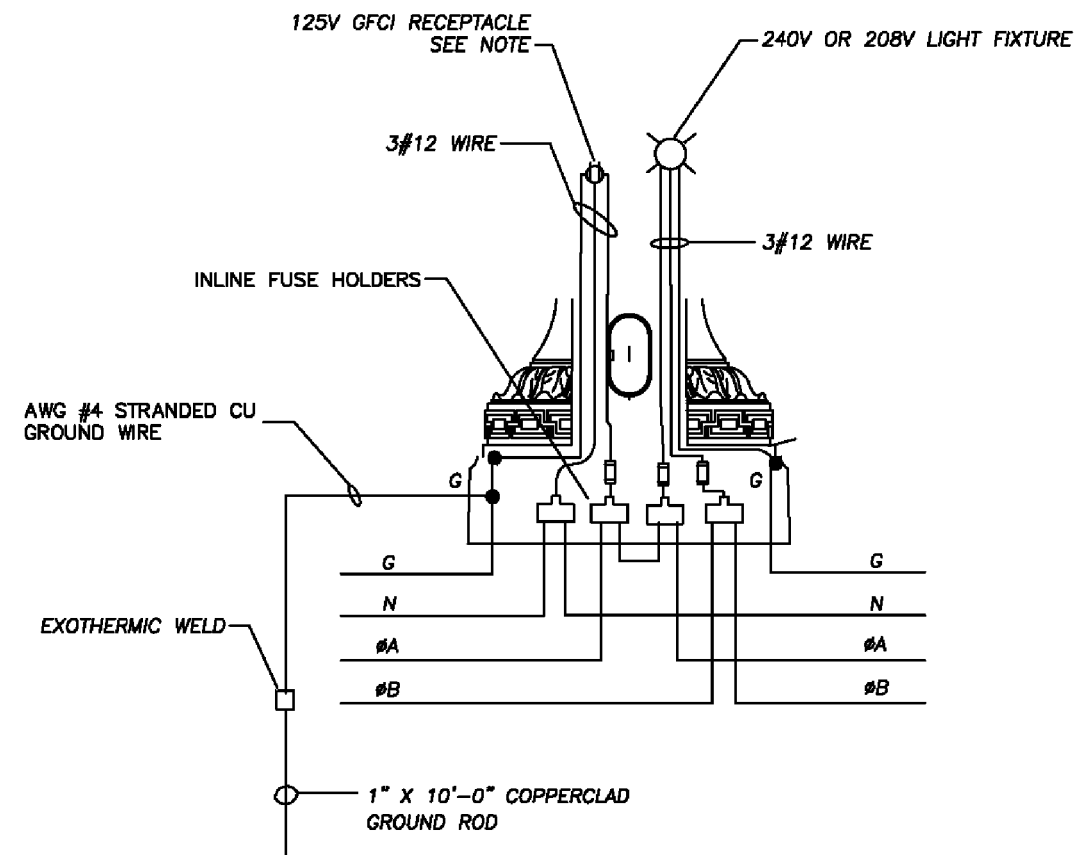 125V GFCI RECEPTACLE
SEE NOTE
240V OR 208V LIGHT FIXTURE
3#12 WIRE
3#12 WIRE
INLINE FUSE HOLDERS
AWG #4 STRANDED CU
GROUND WIRE
G
G
G
G
N
N
EXOTHERMIC WELD
øA
øA
øB
øB
1" X 10'-0" COPPERCLAD
GROUND ROD